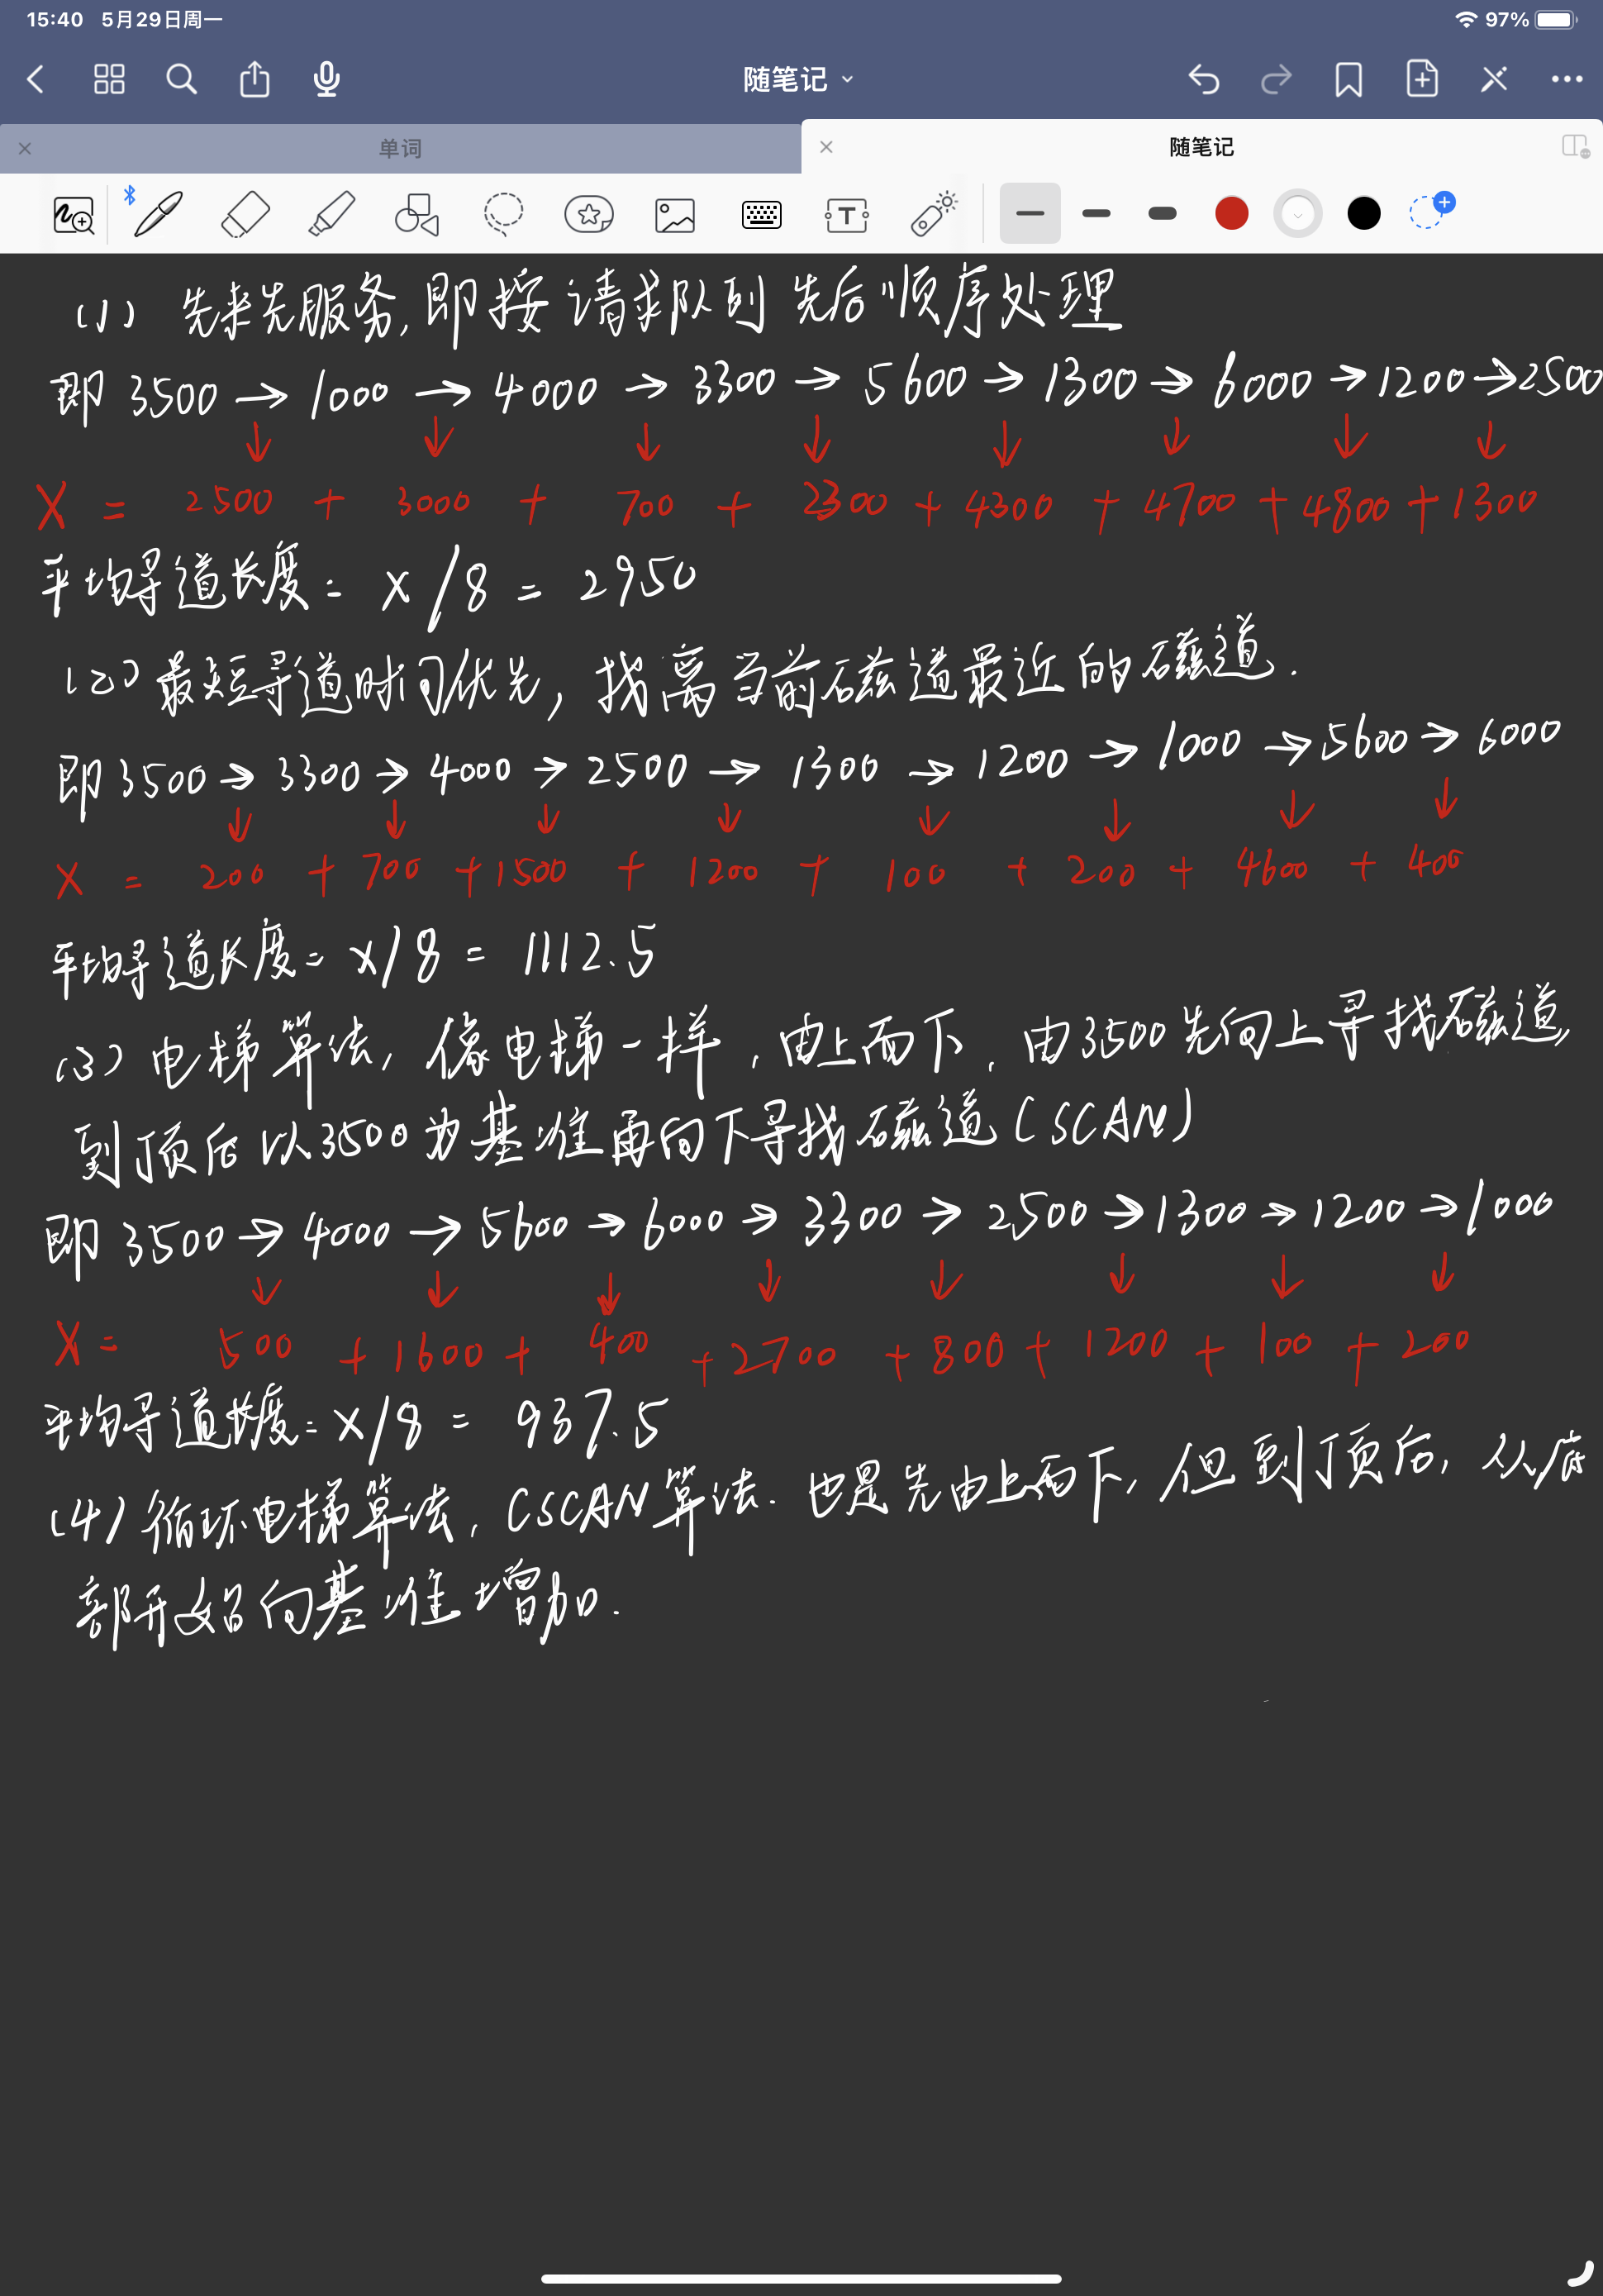 15:40 5月29日周一 97%
随笔记
单词 随笔记
(1) 先来先服务,即按请求队列先后顺序处理
即 3500 → 1000 → 4000 → 3300 → 5600 → 1300 → 6000 → 1200 → 2500
↓ ↓ ↓ ↓ ↓ ↓ ↓ ↓
X = 2500 + 3000 + 700 + 2300 + 4300 + 4700 + 4800 + 1300
平均寻道长度 = X/8 = 2950
(2) 最短寻道时间优先, 找离当前磁道最近的磁道.
即 3500 → 3300 → 4000 → 2500 → 1300 → 1200 → 1000 → 5600 → 6000
↓ ↓ ↓ ↓ ↓ ↓ ↓ ↓
X = 200 + 700 + 1500 + 1200 + 100 + 200 + 4600 + 400
平均寻道长度 = X/8 = 1112.5
(3) 电梯算法, 像电梯一样, 由上而下, 由3500先向上寻找磁道,
到顶后以3500为基准再向下寻找磁道(SCAN)
即 3500 → 4000 → 5600 → 6000 → 3300 → 2500 → 1300 → 1200 → 1000
↓ ↓ ↓ ↓ ↓ ↓ ↓ ↓
X = 500 + 1600 + 400 + 2700 + 800 + 1200 + 100 + 200
平均寻道长度 = X/8 = 937.5
(4) 循环电梯算法, CSCAN算法. 也是先由上而下, 但到顶后, 从底
部开始向基准增加.